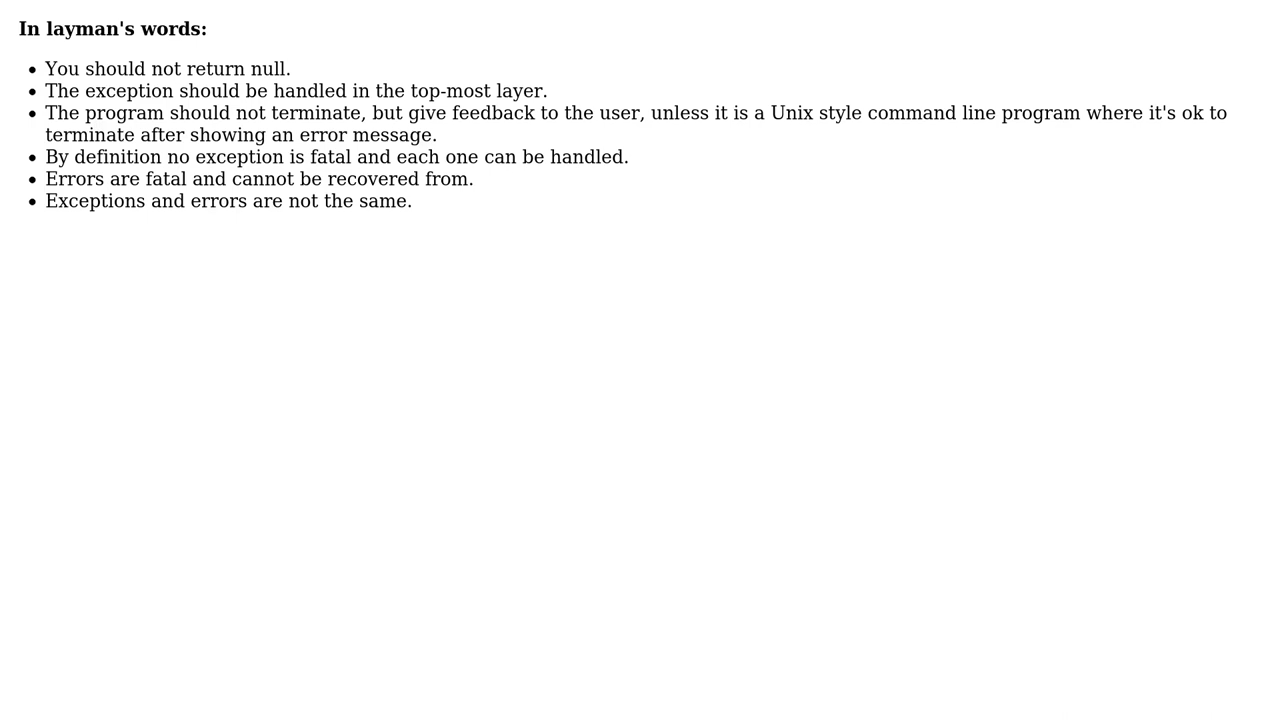 In layman's words:
• You should not return null.
• The exception should be handled in the top-most layer.
• The program should not terminate, but give feedback to the user, unless it is a Unix style command line program where it's ok to
terminate after showing an error message.
• By definition no exception is fatal and each one can be handled.
• Errors are fatal and cannot be recovered from.
• Exceptions and errors are not the same.